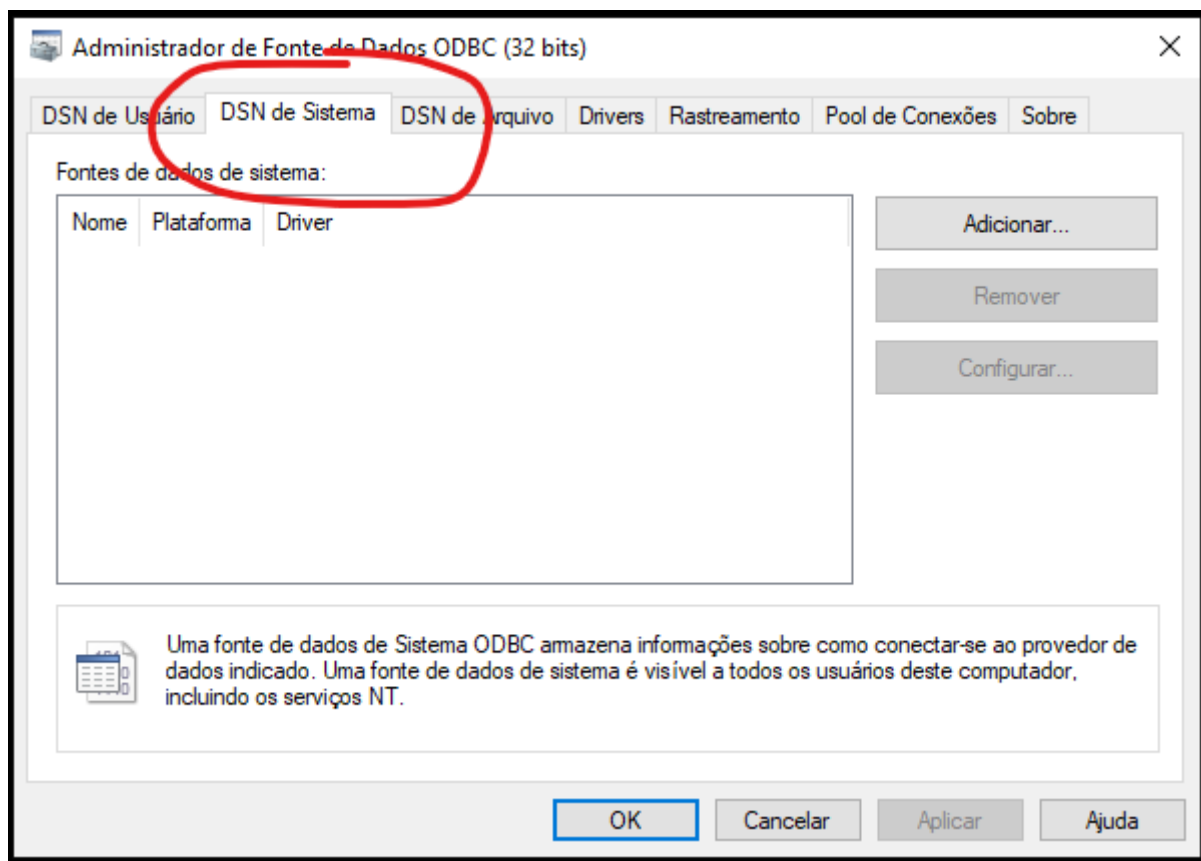 Administrador de Fonte de Dados ODBC (32 bits)
DSN de Usuário DSN de Sistema DSN de Arquivo Drivers Rastreamento Pool de Conexões Sobre
Fontes de dados de sistema:
Nome Plataforma Driver
Adicionar...
Remover
Configurar...
Uma fonte de dados de Sistema ODBC armazena informações sobre como conectar-se ao provedor de
dados indicado. Uma fonte de dados de sistema é visível a todos os usuários deste computador,
incluindo os serviços NT.
OK Cancelar Aplicar Ajuda